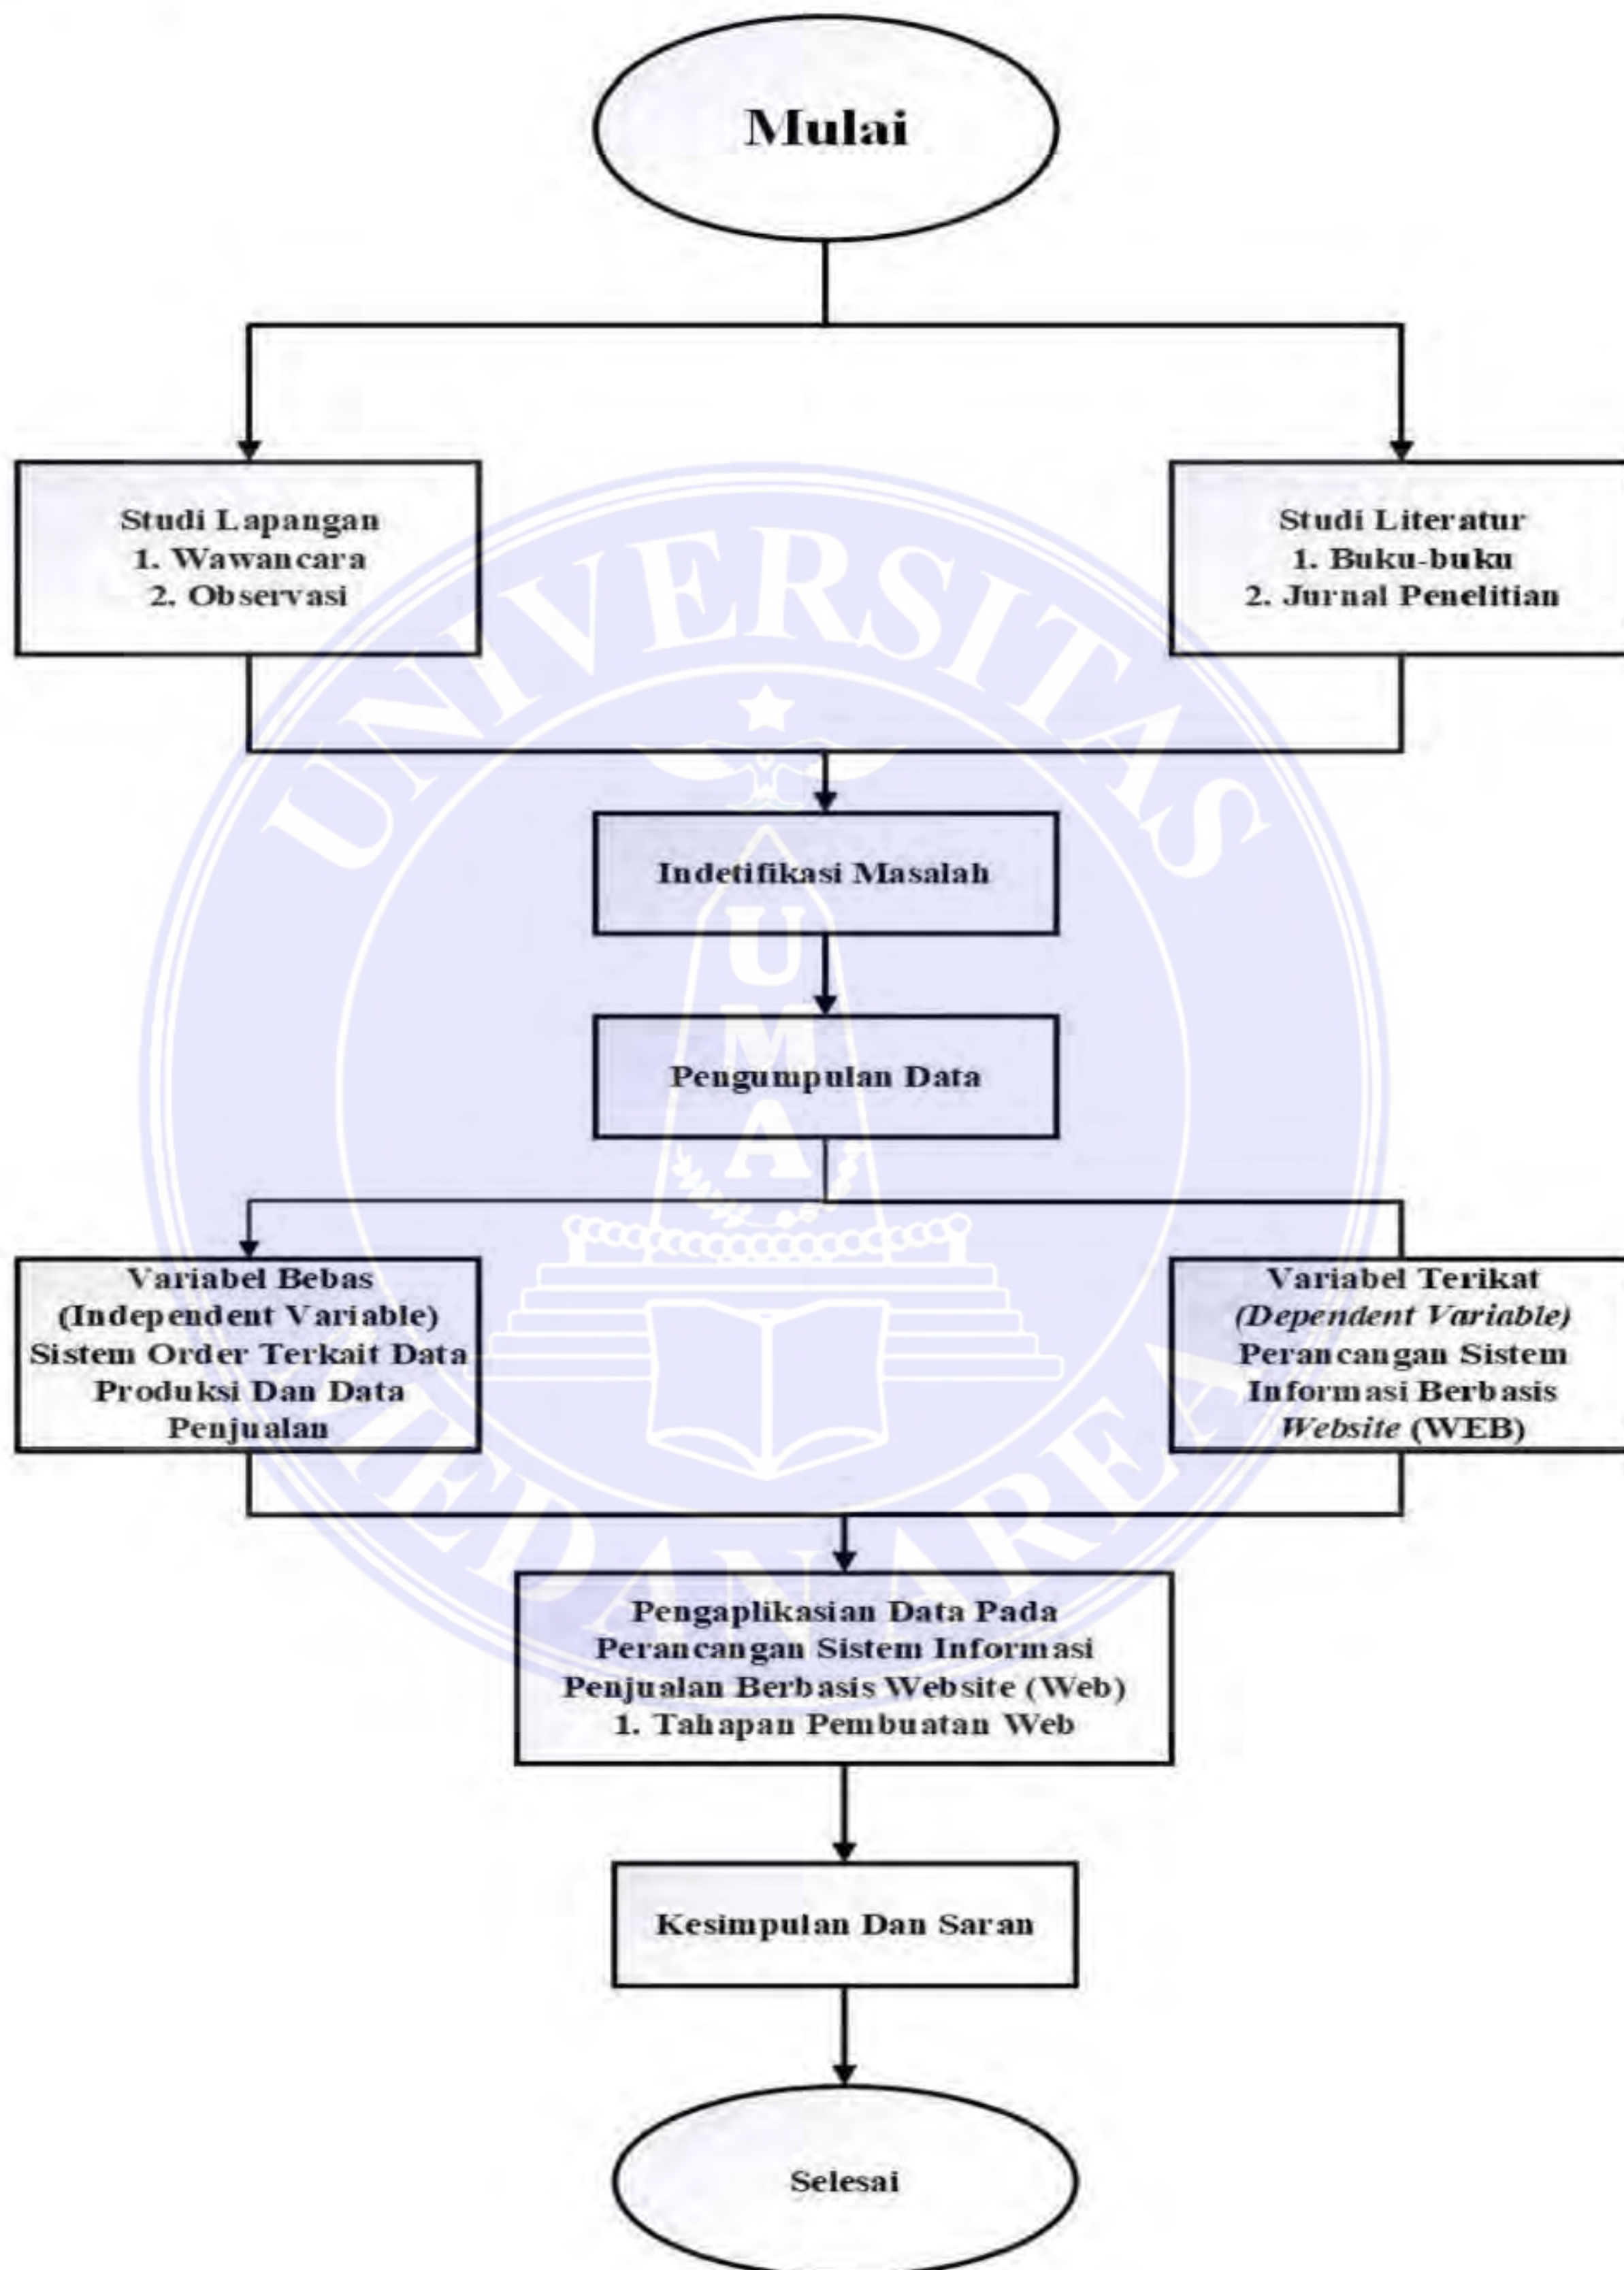 Mulai
Studi Lapangan
1. Wawancara
2. Observasi
Studi Literatur
1. Buku-buku
2. Jurnal Penelitian
UNIVERSITAS
Indetifikasi Masalah
U
M
A
Pengumpulan Data
Variabel Bebas
(Independent Variable)
Sistem Order Terkait Data
Produksi Dan Data
Penjualan
Variabel Terikat
(Dependent Variable)
Perancangan Sistem
Informasi Berbasis
Website (WEB)
MEDAN AREA
Pengaplikasian Data Pada
Perancangan Sistem Informasi
Penjualan Berbasis Website (Web)
1. Tahapan Pembuatan Web
Kesimpulan Dan Saran
Selesai